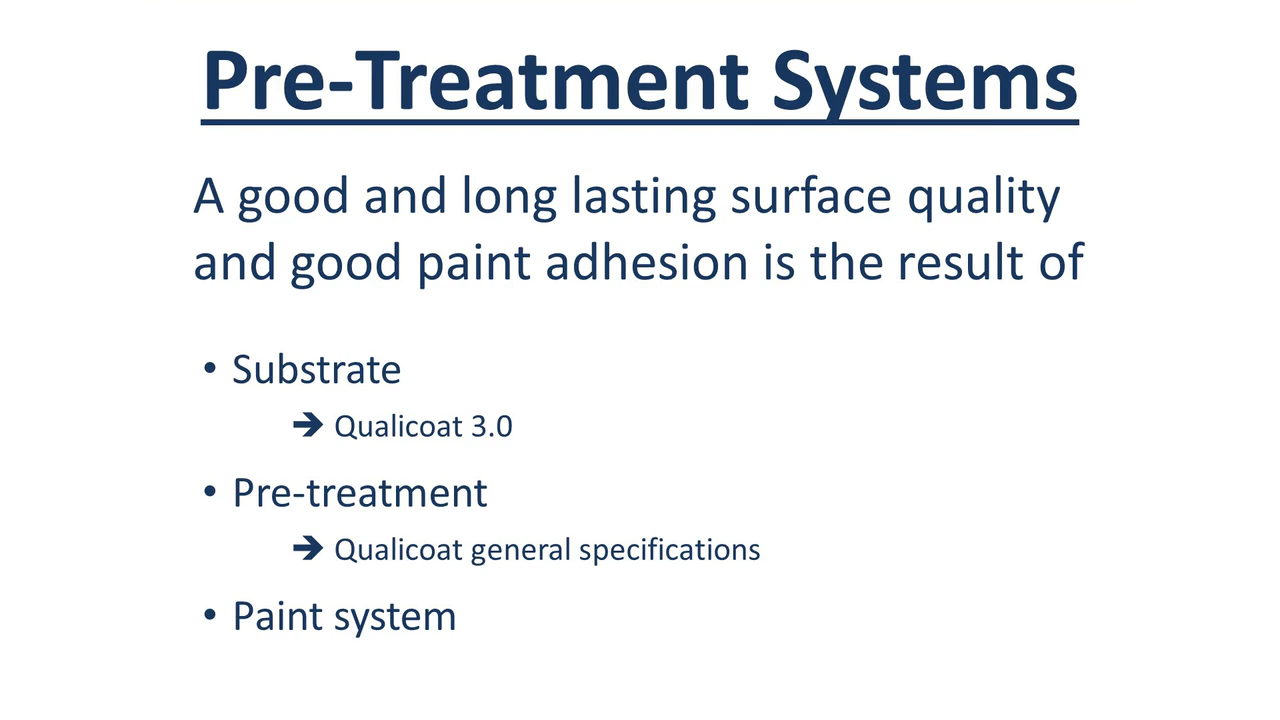 Pre-Treatment Systems
A good and long lasting surface quality
and good paint adhesion is the result of
• Substrate
➔ Qualicoat 3.0
• Pre-treatment
➔ Qualicoat general specifications
• Paint system